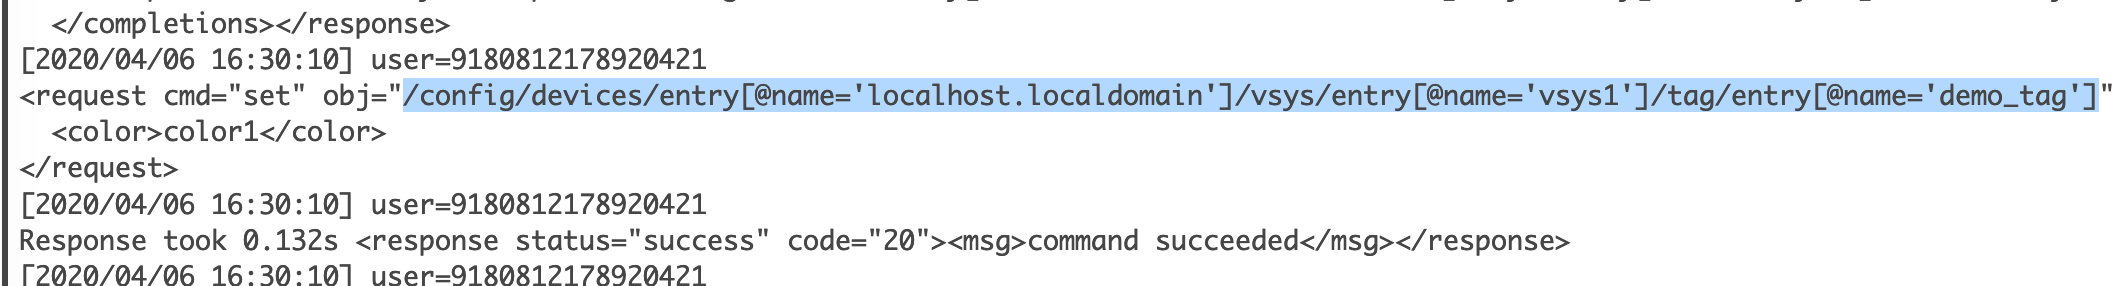 </completions></response>
[2020/04/06 16:30:10] user=9180812178920421
<request cmd="set" obj="/config/devices/entry[@name='localhost.localdomain']/vsys/entry[@name='vsys1']/tag/entry[@name='demo_tag']"
<color>color1</color>
</request>
[2020/04/06 16:30:10] user=9180812178920421
Response took 0.132s <response status="success" code="20"><msg>command succeeded</msg></response>
[2020/04/06 16:30:10] user=9180812178920421